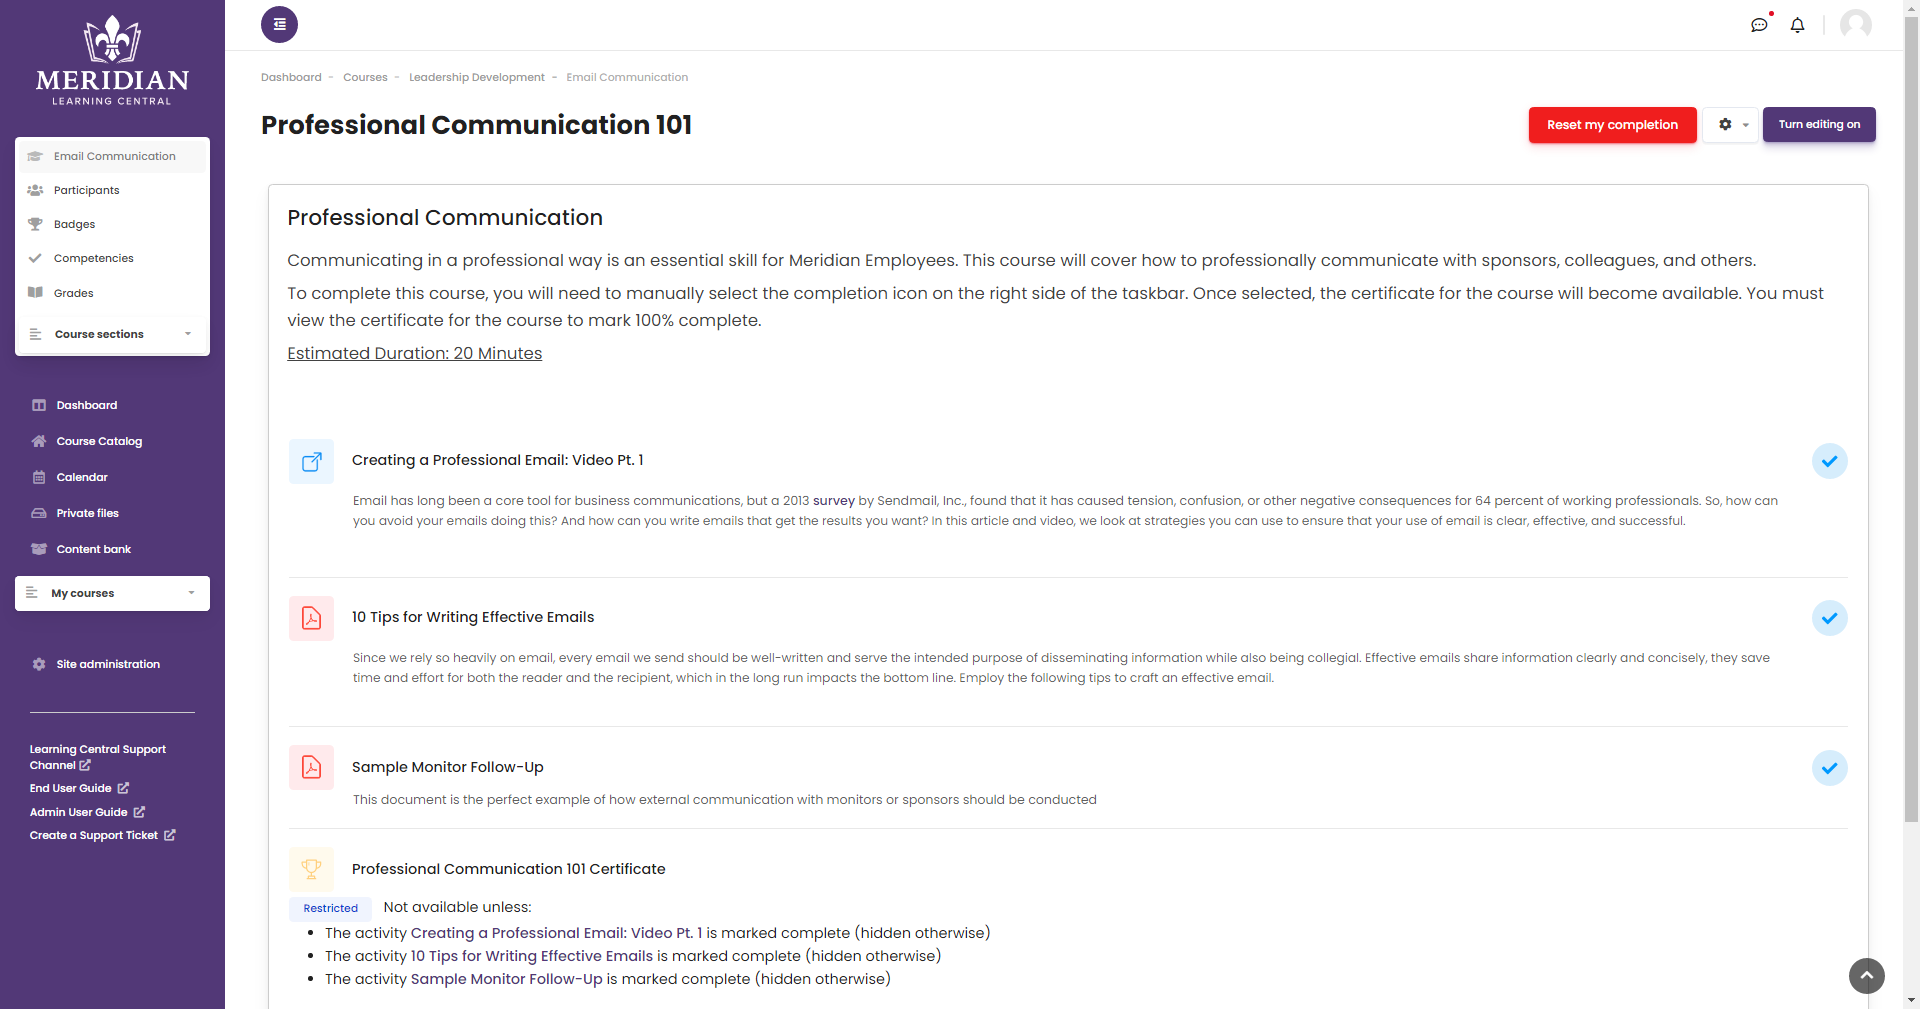 MERIDIAN
LEARNING CENTRAL
Email Communication
Participants
Badges
Competencies
Grades
Course sections
Dashboard
Course Catalog
Calendar
Private files
Content bank
My courses
Site administration
Learning Central Support
Channel
End User Guide
Admin User Guide
Create a Support Ticket
Dashboard - Courses - Leadership Development - Email Communication
Professional Communication 101
Reset my completion
Turn editing on
Professional Communication
Communicating in a professional way is an essential skill for Meridian Employees. This course will cover how to professionally communicate with sponsors, colleagues, and others.
To complete this course, you will need to manually select the completion icon on the right side of the taskbar. Once selected, the certificate for the course will become available. You must
view the certificate for the course to mark 100% complete.
Estimated Duration: 20 Minutes
Creating a Professional Email: Video Pt. 1
Email has long been a core tool for business communications, but a 2013 survey by Sendmail, Inc., found that it has caused tension, confusion, or other negative consequences for 64 percent of working professionals. So, how can
you avoid your emails doing this? And how can you write emails that get the results you want? In this article and video, we look at strategies you can use to ensure that your use of email is clear, effective, and successful.
10 Tips for Writing Effective Emails
Since we rely so heavily on email, every email we send should be well-written and serve the intended purpose of disseminating information while also being collegial. Effective emails share information clearly and concisely, they save
time and effort for both the reader and the recipient, which in the long run impacts the bottom line. Employ the following tips to craft an effective email.
Sample Monitor Follow-Up
This document is the perfect example of how external communication with monitors or sponsors should be conducted
Professional Communication 101 Certificate
Restricted Not available unless:
• The activity Creating a Professional Email: Video Pt. 1 is marked complete (hidden otherwise)
• The activity 10 Tips for Writing Effective Emails is marked complete (hidden otherwise)
• The activity Sample Monitor Follow-Up is marked complete (hidden otherwise)